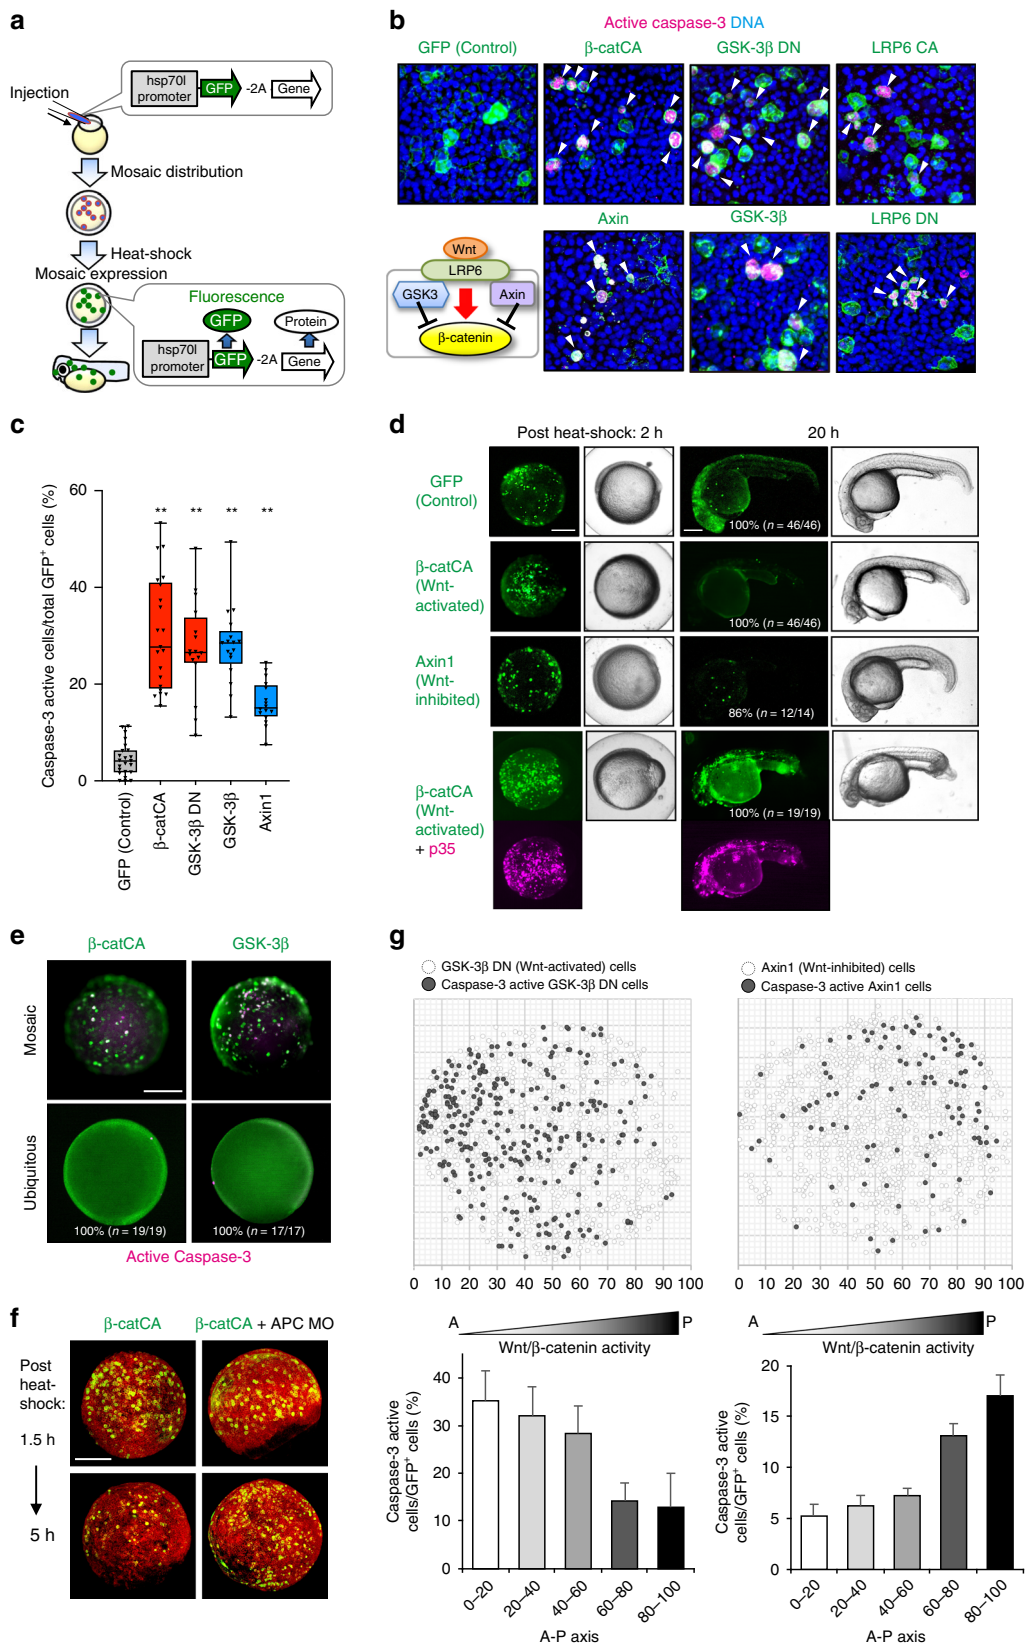 a
Injection
hsp70l
promoter
GFP
-2A
Gene
Mosaic distribution
Heat-shock
Mosaic expression
Fluorescence
GFP
Protein
hsp70l
promoter
GFP
-2A
Gene
b
Active caspase-3 DNA
GFP (Control)
β-catCA
GSK-3β DN
LRP6 CA
Axin
GSK-3β
LRP6 DN
Wnt
LRP6
GSK3
Axin
β-catenin
c
Caspase-3 active cells/total GFP⁺ cells (%)
60
40
20
0
**
**
**
**
GFP (Control)
β-catCA
GSK-3β DN
GSK-3β
Axin1
d
Post heat-shock: 2 h
20 h
GFP
(Control)
100% (n = 46/46)
β-catCA
(Wnt-
activated)
100% (n = 46/46)
Axin1
(Wnt-
inhibited)
86% (n = 12/14)
β-catCA
(Wnt-
activated)
+ p35
100% (n = 19/19)
e
β-catCA
GSK-3β
Mosaic
Ubiquitous
100% (n = 19/19)
100% (n = 17/17)
Active Caspase-3
f
β-catCA
β-catCA + APC MO
Post
heat-
shock:
1.5 h
5 h
g
GSK-3β DN (Wnt-activated) cells
Caspase-3 active GSK-3β DN cells
0 10 20 30 40 50 60 70 80 90 100
Axin1 (Wnt-inhibited) cells
Caspase-3 active Axin1 cells
0 10 20 30 40 50 60 70 80 90 100
A
P
Wnt/β-catenin activity
Caspase-3 active
cells/GFP⁺ cells (%)
40
30
20
10
0
0–20
20–40
40–60
60–80
80–100
A-P axis
A
P
Wnt/β-catenin activity
Caspase-3 active
cells/GFP⁺ cells (%)
20
15
10
5
0
0–20
20–40
40–60
60–80
80–100
A-P axis